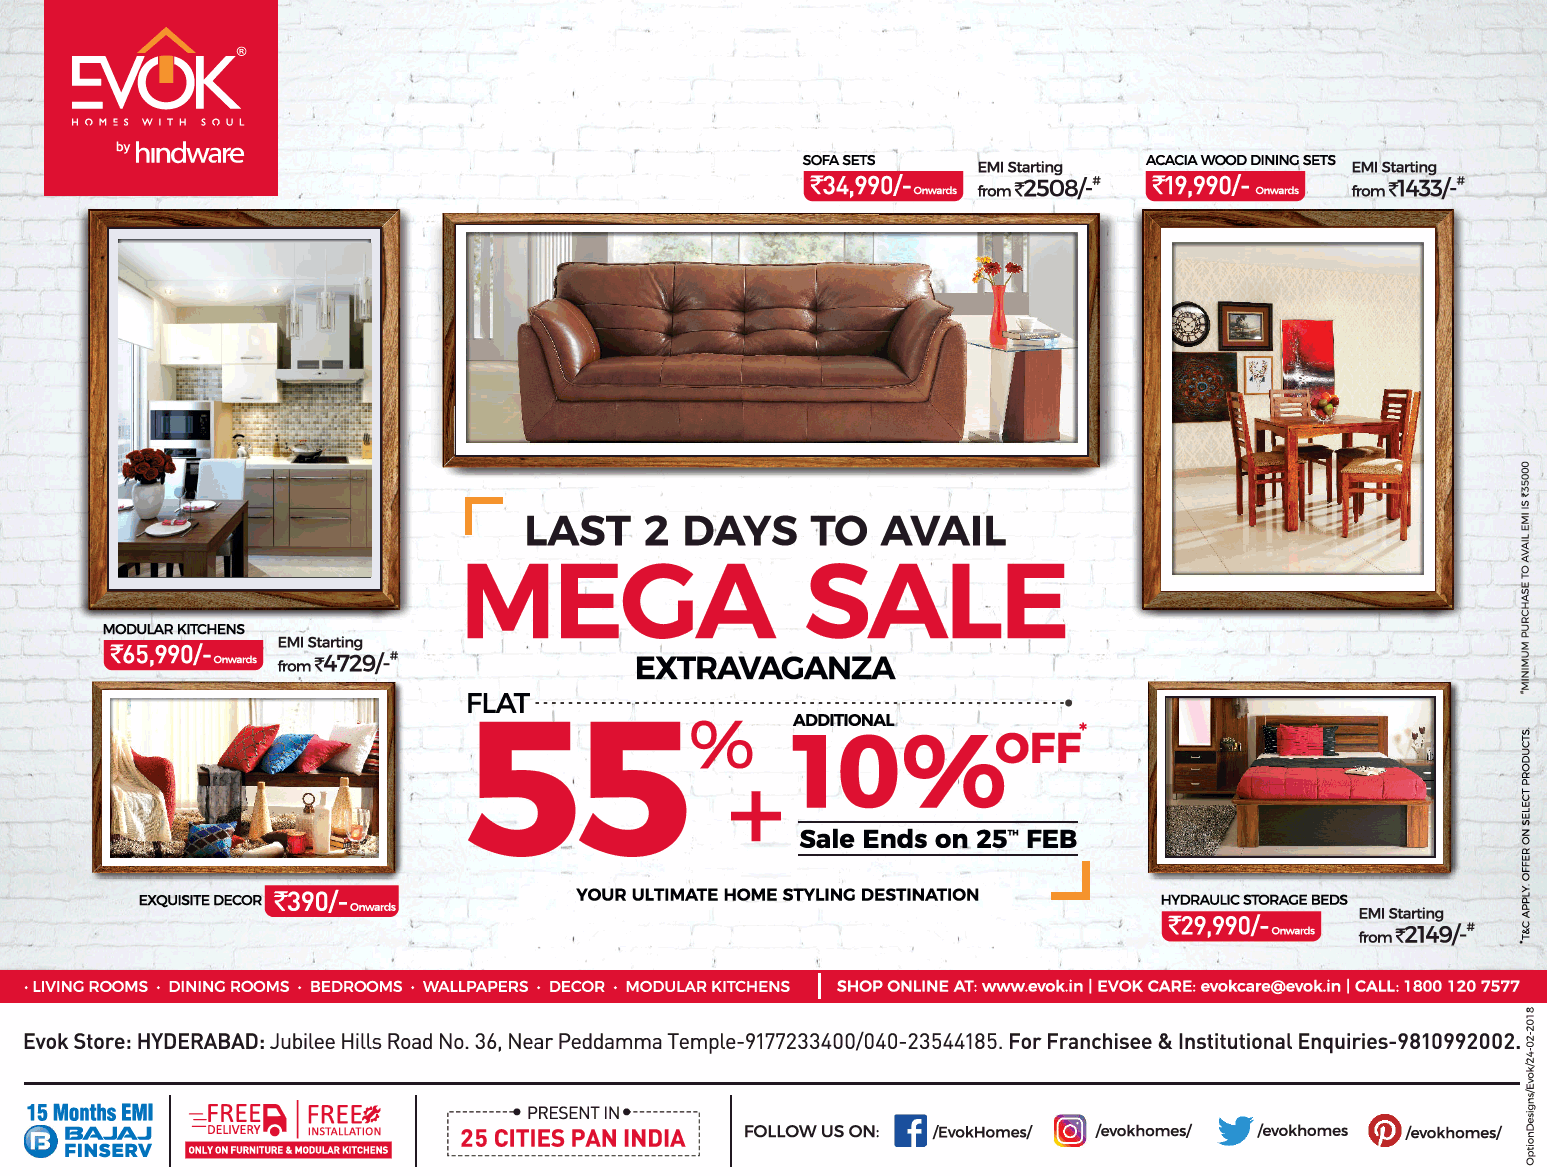 EVOK®
HOMES WITH SOUL
by hindware
SOFA SETS
₹34,990/- Onwards
EMI Starting
from ₹2508/-#
ACACIA WOOD DINING SETS
₹19,990/- Onwards
EMI Starting
from ₹1433/-#
MODULAR KITCHENS
₹65,990/- Onwards
EMI Starting
from ₹4729/-#
LAST 2 DAYS TO AVAIL
MEGA SALE
EXTRAVAGANZA
FLAT
55% + ADDITIONAL 10% OFF*
Sale Ends on 25TH FEB
YOUR ULTIMATE HOME STYLING DESTINATION
EXQUISITE DECOR ₹390/- Onwards
HYDRAULIC STORAGE BEDS
₹29,990/- Onwards
EMI Starting
from ₹2149/-#
*T&C APPLY. OFFER ON SELECT PRODUCTS. #MINIMUM PURCHASE TO AVAIL EMI IS ₹35000
· LIVING ROOMS · DINING ROOMS · BEDROOMS · WALLPAPERS · DECOR · MODULAR KITCHENS | SHOP ONLINE AT: www.evok.in | EVOK CARE: evokcare@evok.in | CALL: 1800 120 7577
Evok Store: HYDERABAD: Jubilee Hills Road No. 36, Near Peddamma Temple-9177233400/040-23544185. For Franchisee & Institutional Enquiries-9810992002.
OptionDesigns/Evok/24-02-2018
15 Months EMI
B BAJAJ
FINSERV
FREE
DELIVERY
FREE
INSTALLATION
ONLY ON FURNITURE & MODULAR KITCHENS
PRESENT IN
25 CITIES PAN INDIA
FOLLOW US ON: /EvokHomes/ /evokhomes/ /evokhomes /evokhomes/